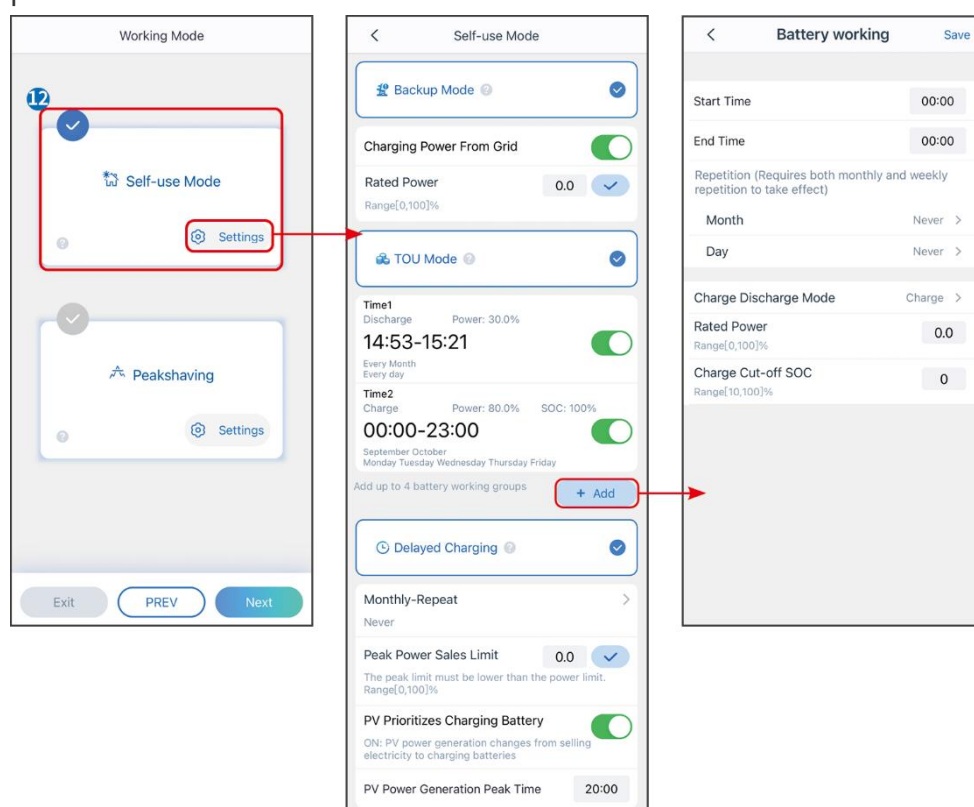 Working Mode
12
Self-use Mode
Settings
Peakshaving
Settings
Exit
PREV
Next
Self-use Mode
Backup Mode
Charging Power From Grid
Rated Power
0.0
Range[0,100]%
TOU Mode
Time1
Discharge Power: 30.0%
14:53-15:21
Every Month
Every day
Time2
Charge Power: 80.0% SOC: 100%
00:00-23:00
September October
Monday Tuesday Wednesday Thursday Friday
Add up to 4 battery working groups
+ Add
Delayed Charging
Monthly-Repeat
Never
Peak Power Sales Limit
0.0
The peak limit must be lower than the power limit.
Range[0,100]%
PV Prioritizes Charging Battery
ON: PV power generation changes from selling
electricity to charging batteries
PV Power Generation Peak Time 20:00
Battery working Save
Start Time 00:00
End Time 00:00
Repetition (Requires both monthly and weekly
repetition to take effect)
Month Never >
Day Never >
Charge Discharge Mode Charge >
Rated Power
0.0
Range[0,100]%
Charge Cut-off SOC
0
Range[10,100]%